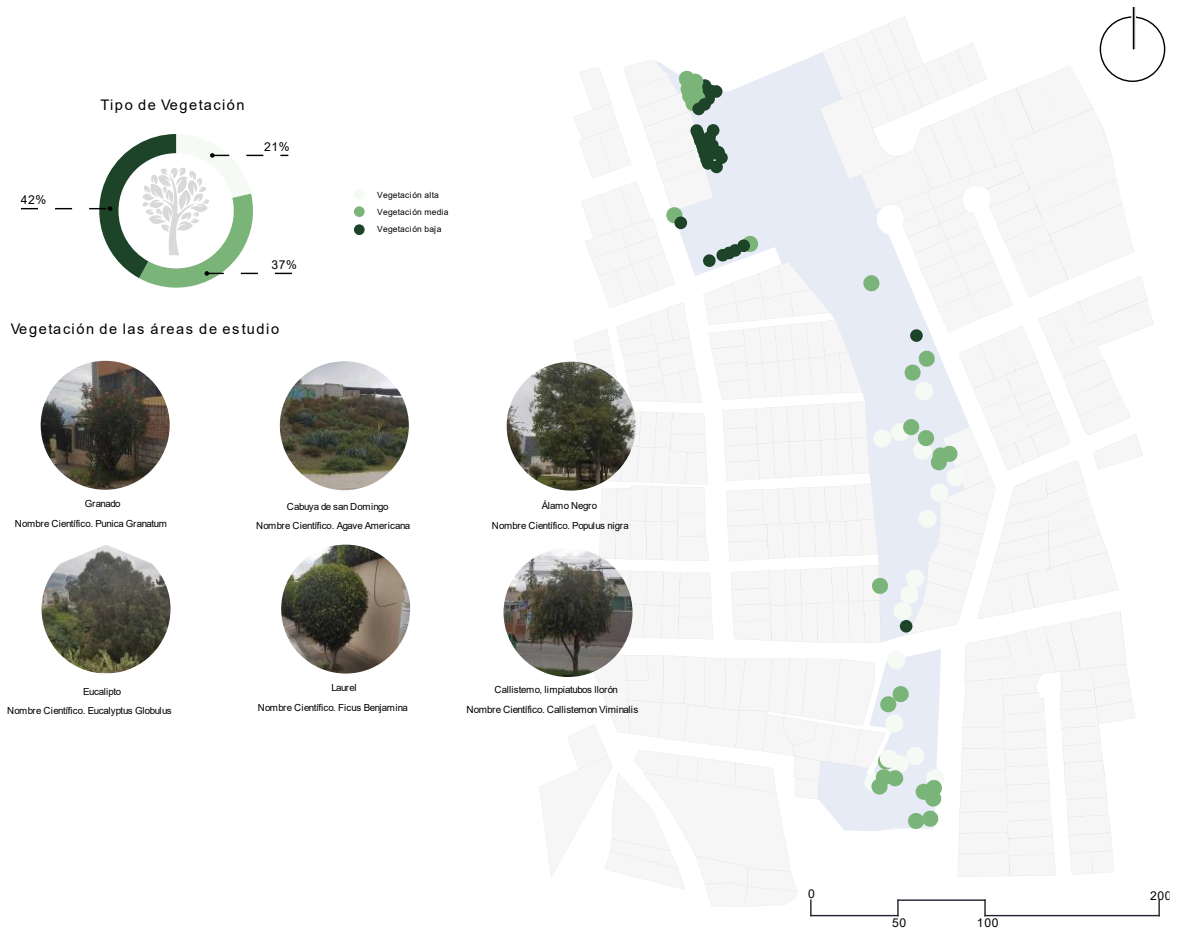 Tipo de Vegetación
21%
42%
37%
Vegetación alta
Vegetación media
Vegetación baja
Vegetación de las áreas de estudio
Granado
Nombre Científico. Punica Granatum
Cabuya de san Domingo
Nombre Científico. Agave Americana
Álamo Negro
Nombre Científico. Populus nigra
Eucalipto
Nombre Científico. Eucalyptus Globulus
Laurel
Nombre Científico. Ficus Benjamina
Callistemo, limpiatubos llorón
Nombre Científico. Callistemon Viminalis
0
50
100
200